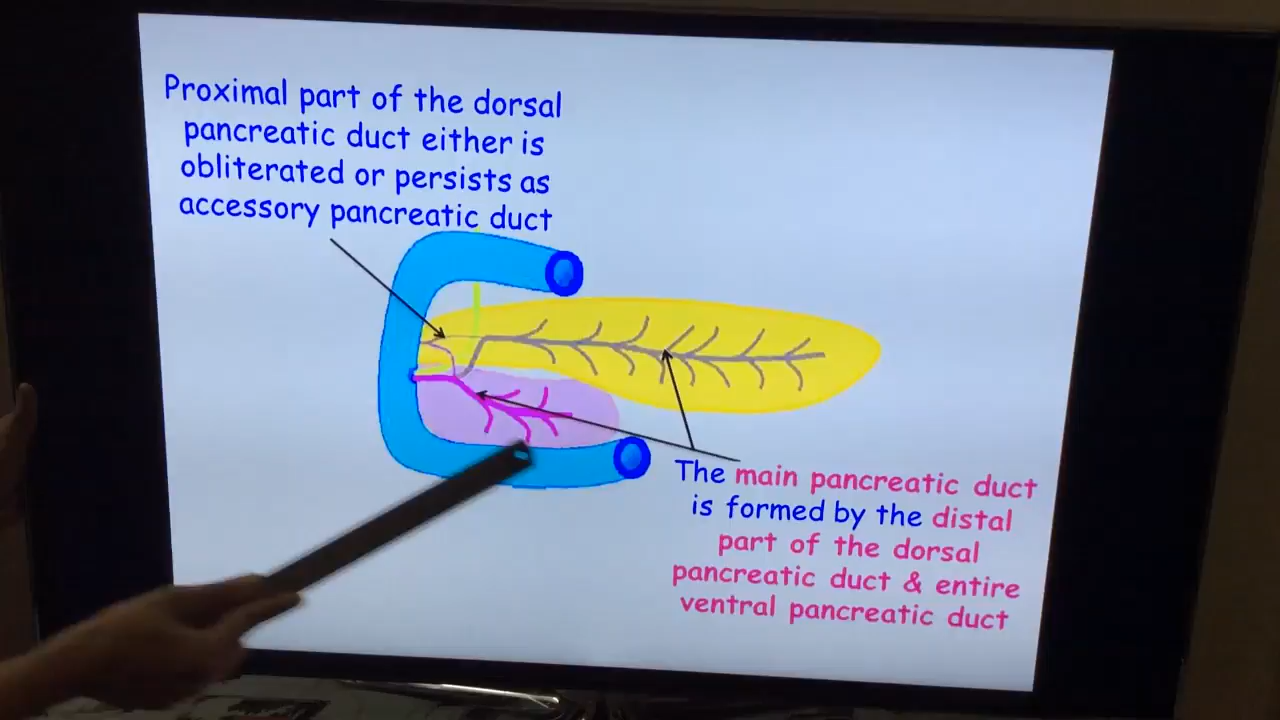 Proximal part of the dorsal
pancreatic duct either is
obliterated or persists as
accessory pancreatic duct
The main pancreatic duct
is formed by the distal
part of the dorsal
pancreatic duct & entire
ventral pancreatic duct